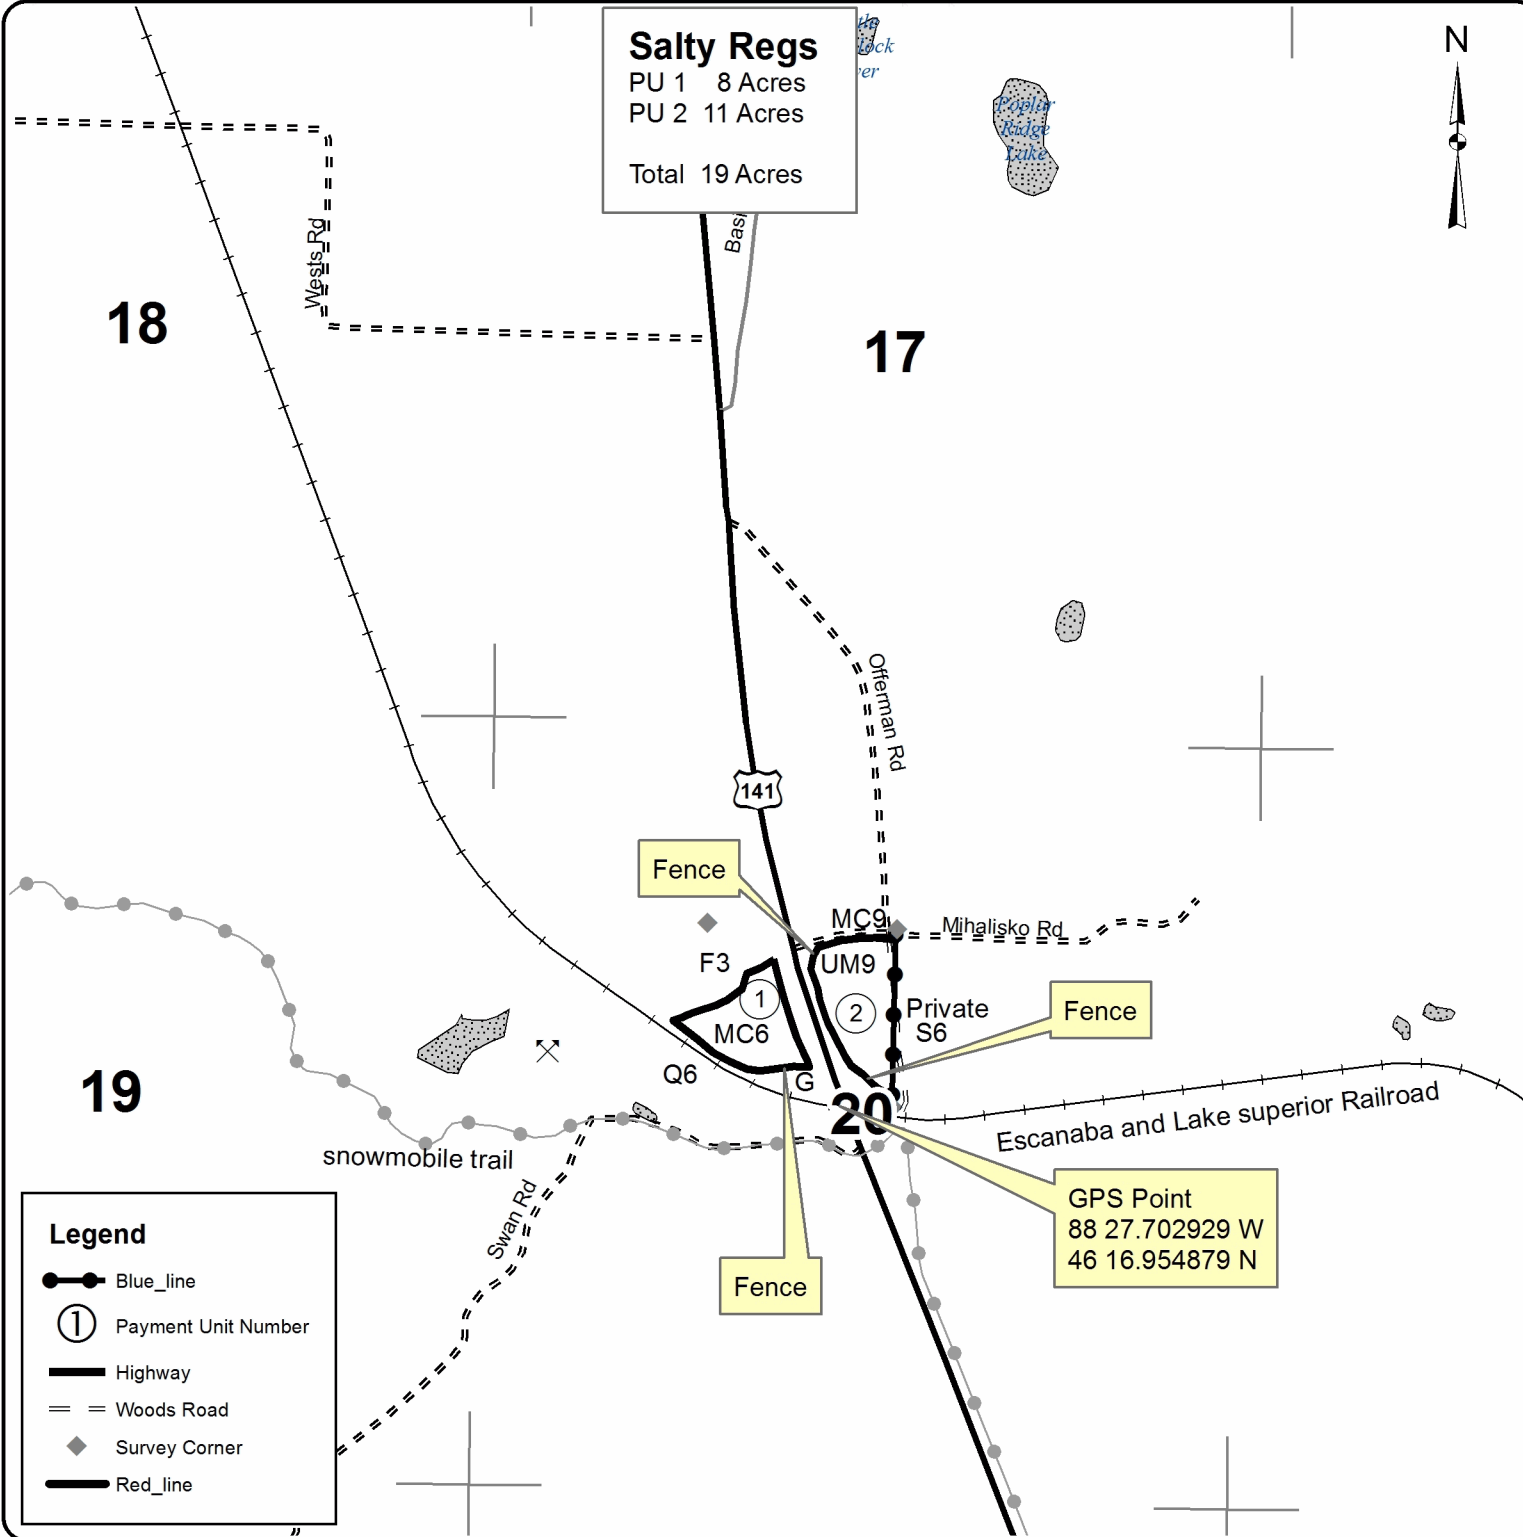 Salty Regs
PU 1 8 Acres
PU 2 11 Acres
Total 19 Acres
N
Poplar
Ridge
Lake
Wests Rd
18
17
Offerman Rd
141
Fence
MC9
Mihalisko Rd
F3
UM9
1
2
Private
S6
Fence
MC6
Q6
G
19
20
Escanaba and Lake superior Railroad
snowmobile trail
Swan Rd
GPS Point
88 27.702929 W
46 16.954879 N
Fence
Legend
Blue_line
1 Payment Unit Number
Highway
Woods Road
Survey Corner
Red_line